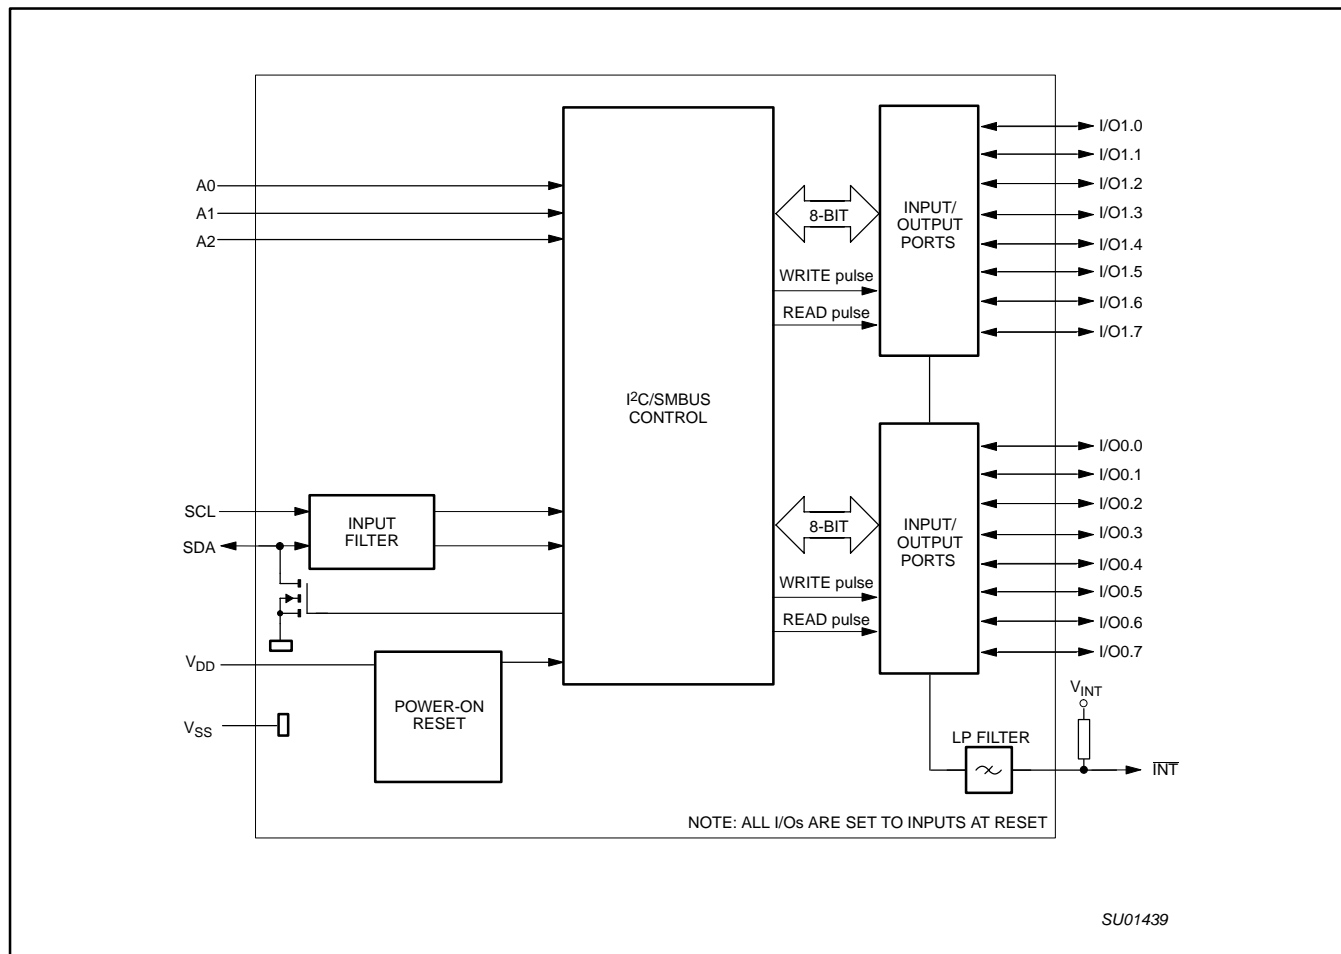 A0
A1
A2
SCL
SDA
VDD
VSS
INPUT
FILTER
POWER-ON
RESET
I2C/SMBUS
CONTROL
8-BIT
WRITE pulse
READ pulse
INPUT/
OUTPUT
PORTS
I/O1.0
I/O1.1
I/O1.2
I/O1.3
I/O1.4
I/O1.5
I/O1.6
I/O1.7
8-BIT
WRITE pulse
READ pulse
INPUT/
OUTPUT
PORTS
I/O0.0
I/O0.1
I/O0.2
I/O0.3
I/O0.4
I/O0.5
I/O0.6
I/O0.7
VINT
LP FILTER
INT
NOTE: ALL I/Os ARE SET TO INPUTS AT RESET
SU01439